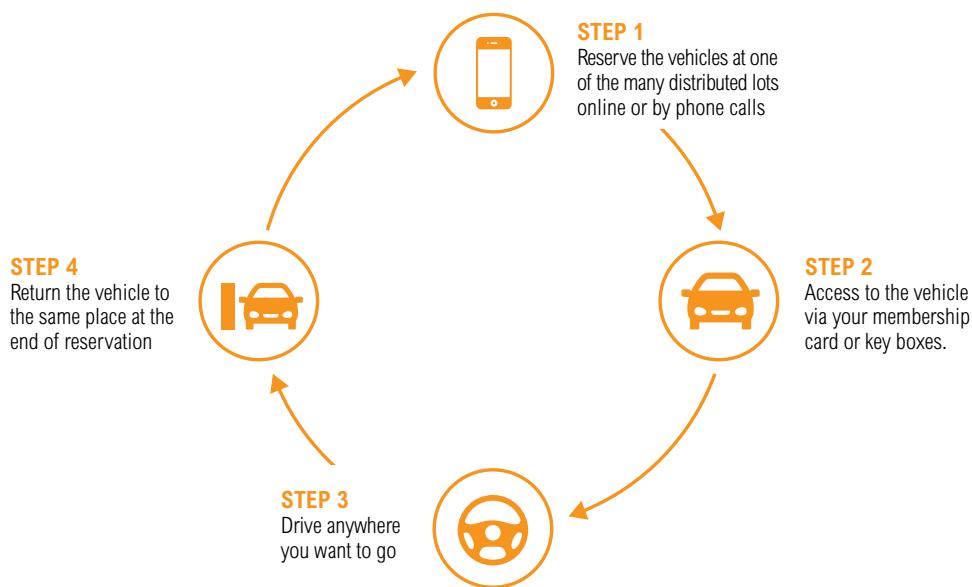 STEP 1
Reserve the vehicles at one
of the many distributed lots
online or by phone calls
STEP 2
Access to the vehicle
via your membership
card or key boxes.
STEP 3
Drive anywhere
you want to go
STEP 4
Return the vehicle to
the same place at the
end of reservation